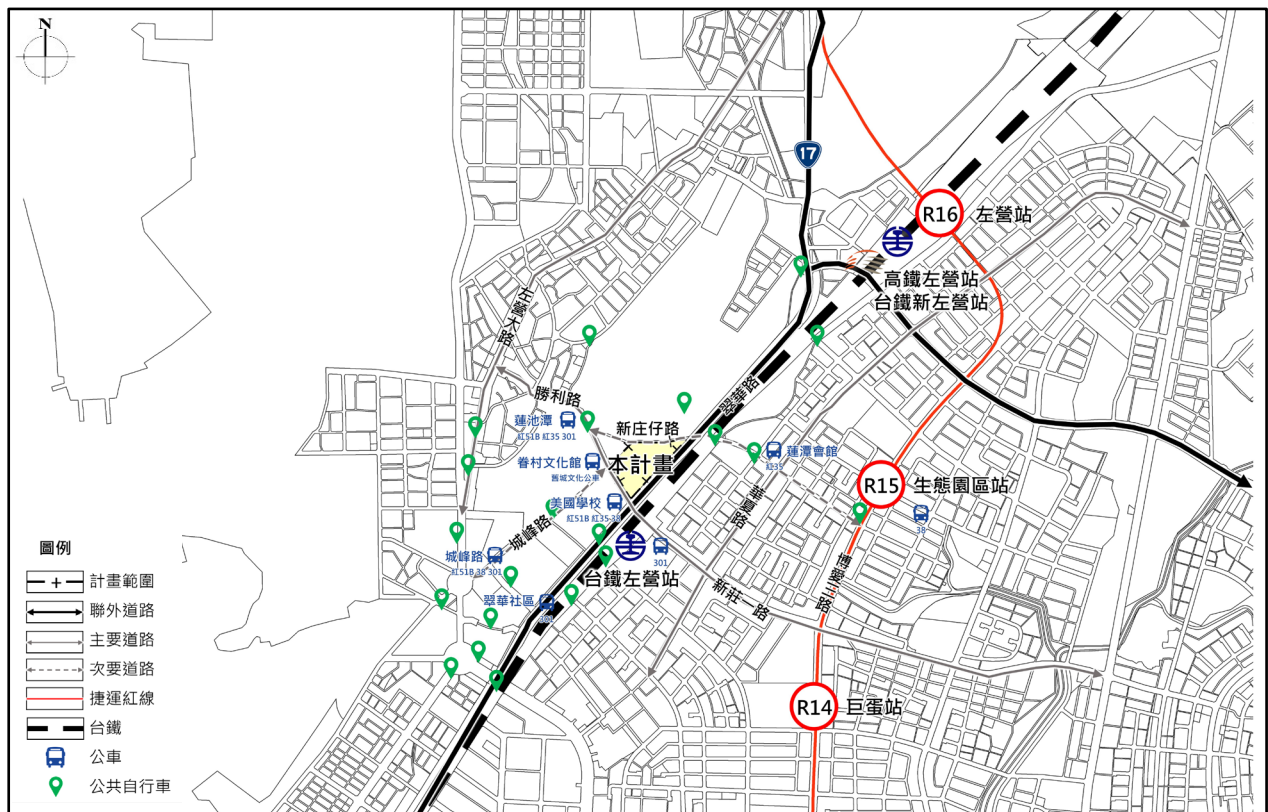 N
17
R16 左營站
高鐵左營站
台鐵新左營站
左營大路
勝利路
翠華路
蓮池潭
紅51B 紅35 301
新庄仔路
蓮潭會館
紅35
眷村文化館
舊城文化公車
本計畫
華夏路
R15 生態園區站
美國學校
紅51B 紅35 38
38
城峰路
城峰路
紅51B 38 301
301
台鐵左營站
博愛三路
新莊一路
翠華社區
301
R14 巨蛋站
圖例
計畫範圍
聯外道路
主要道路
次要道路
捷運紅線
台鐵
公車
公共自行車